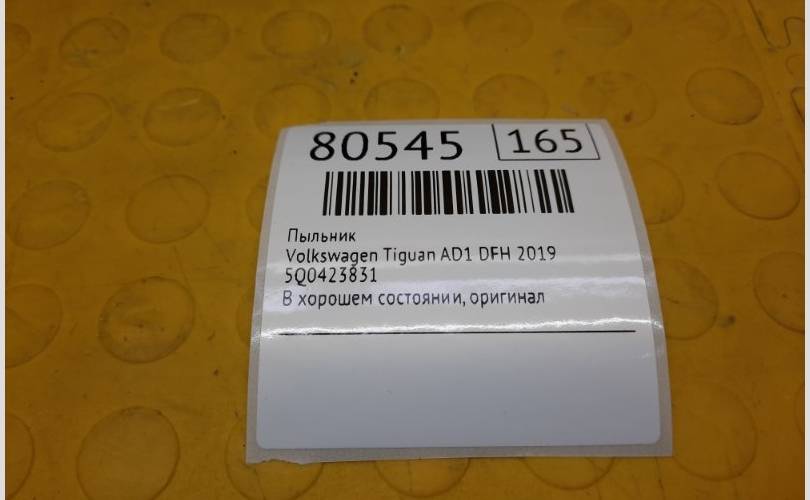 80545 165
Пыльник
Volkswagen Tiguan AD1 DFH 2019
5Q0423831
В хорошем состоянии, оригинал